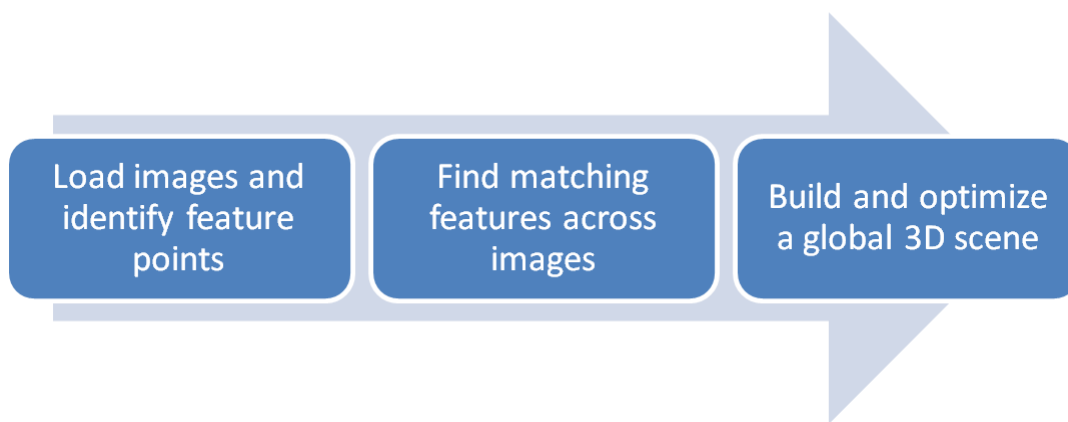 Load images and
identify feature
points
Find matching
features across
images
Build and optimize
a global 3D scene